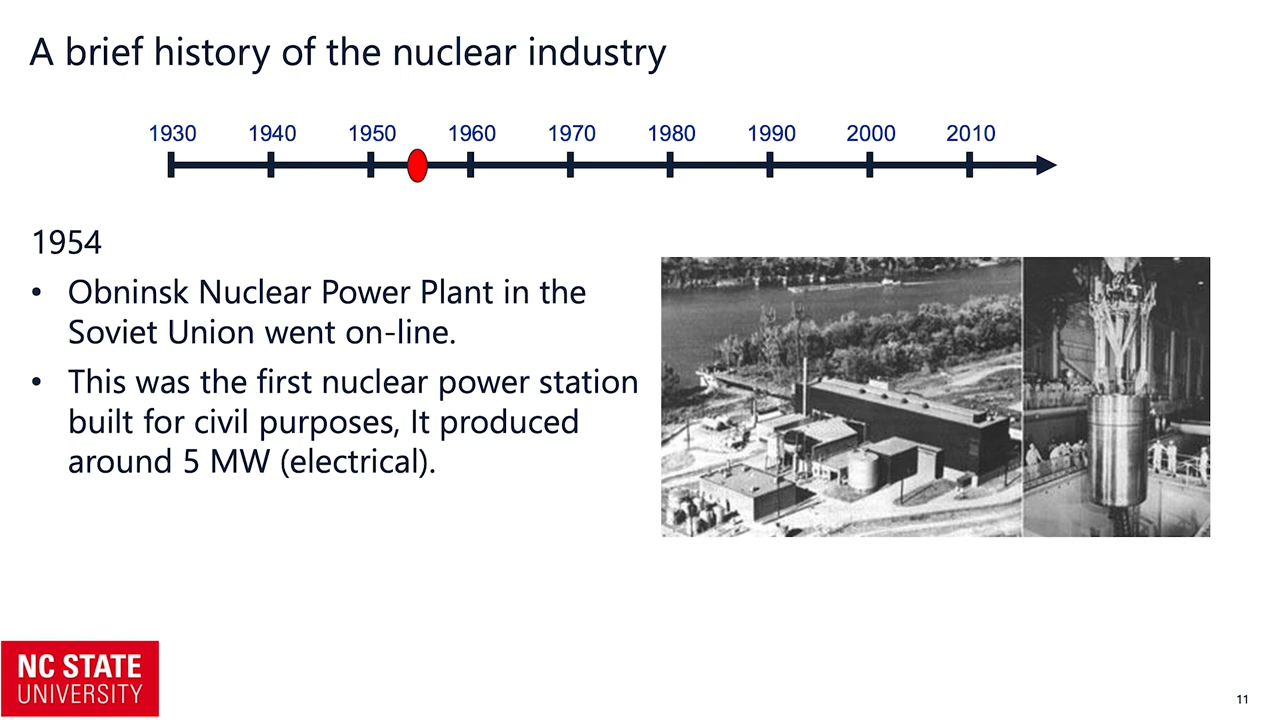 A brief history of the nuclear industry
1930 1940 1950 1960 1970 1980 1990 2000 2010
1954
• Obninsk Nuclear Power Plant in the
Soviet Union went on-line.
• This was the first nuclear power station
built for civil purposes, It produced
around 5 MW (electrical).
NC STATE
UNIVERSITY
11